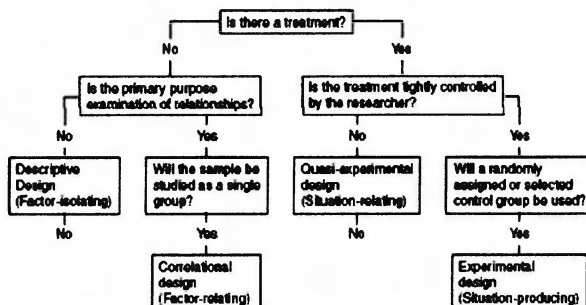 Is there a treatment?
No
Yes
Is the primary purpose
examination of relationships?
Is the treatment tightly controlled
by the researcher?
No
Yes
No
Yes
Descriptive
Design
(Factor-isolating)
Will the sample be
studied as a single
group?
Quasi-experimental
design
(Situation-relating)
Will a randomly
assigned or selected
control group be used?
No
Yes
No
Yes
Correlational
design
(Factor-relating)
Experimental
design
(Situation-producing)